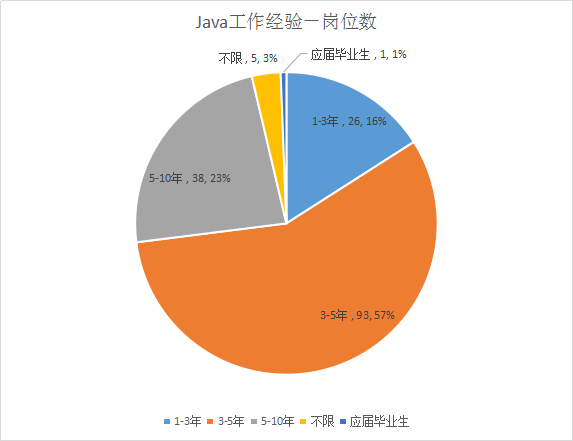 Java工作经验－岗位数
不限 , 5, 3%
应届毕业生 , 1, 1%
1-3年 , 26, 16%
5-10年 , 38, 23%
3-5年 , 93, 57%
1-3年 3-5年 5-10年 不限 应届毕业生